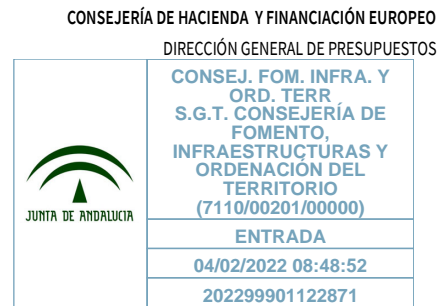 CONSEJERÍA DE HACIENDA Y FINANCIACIÓN EUROPEO
DIRECCIÓN GENERAL DE PRESUPUESTOS
JUNTA DE ANDALUCIA
CONSEJ. FOM. INFRA. Y
ORD. TERR
S.G.T. CONSEJERÍA DE
FOMENTO,
INFRAESTRUCTURAS Y
ORDENACIÓN DEL
TERRITORIO
(7110/00201/00000)
ENTRADA
04/02/2022 08:48:52
202299901122871